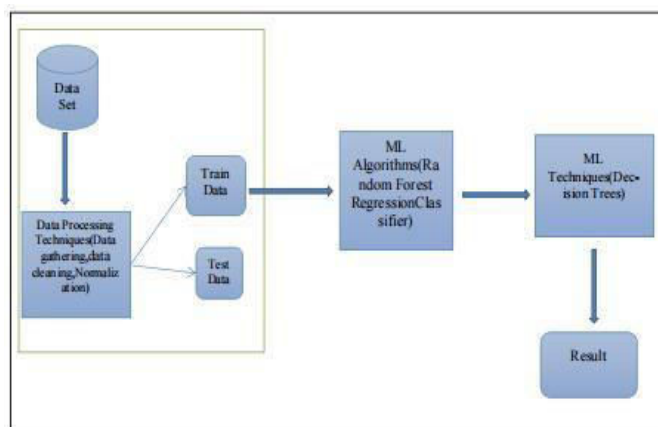 Data
Set
Data Processing
Techniques(Data
gathering,data
cleaning,Normaliz
ation)
Train
Data
Test
Data
ML
Algorithms(Ra
ndom Forest
RegressionClas
sifier)
ML
Techniques(Dec-
ision Trees)
Result